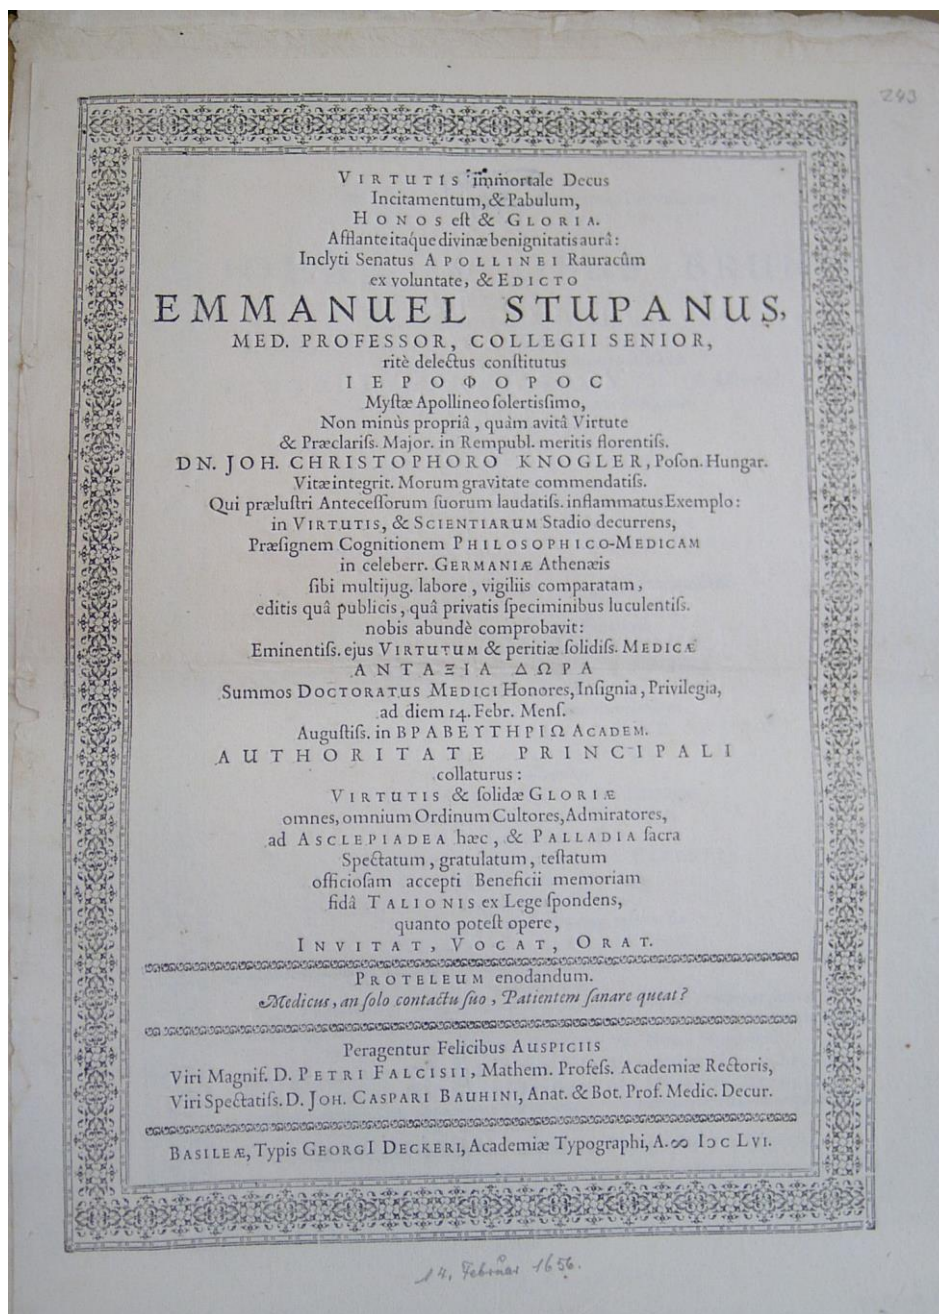 243
VIRTUTIS immortale Decus
Incitamentum, & Pabulum,
HONOS eſt & GLORIA.
Afflante itaq́ue divinæ benignitatis aurâ:
Inclyti Senatus APOLLINEI Rauracûm
ex voluntate, & EDICTO
EMMANUEL STUPANUS,
MED. PROFESSOR, COLLEGII SENIOR,
ritè delectus conſtitutus
ΙΕΡΟΦΟΡΟC
Myſtæ Apollineo ſolertisſimo,
Non minùs propriâ, quàm avitâ Virtute
& Præclariſs. Major. in Rempubl. meritis florentiſs.
DN. JOH. CHRISTOPHORO KNOGLER, Poſon. Hungar.
Vitæ integrit. Morum gravitate commendatiſs.
Qui præluſtri Anteceſſorum ſuorum laudatiſs. inflammatus Exemplo:
in VIRTUTIS, & SCIENTIARUM Stadio decurrens,
Præſignem Cognitionem PHILOSOPHICO-MEDICAM
in celeberr. GERMANIÆ Athenæis
ſibi multijug. labore, vigiliis comparatam,
editis quâ publicis, quâ privatis ſpeciminibus luculentiſs.
nobis abundè comprobavit:
Eminentiſs. ejus VIRTUTUM & peritiæ ſolidiſs. MEDICÆ
ΑΝΤΑΞΙΑ ΔΩΡΑ
Summos DOCTORATUS MEDICI Honores, Inſignia, Privilegia,
ad diem 14. Febr. Menſ.
Auguſtiſs. in ΒΡΑΒΕΥΤΗΡΙΩ ACADEM.
AUTHORITATE PRINCIPALI
collaturus:
VIRTUTIS & ſolidæ GLORIÆ
omnes, omnium Ordinum Cultores, Admiratores,
ad ASCLEPIADEA hæc, & PALLADIA ſacra
Spectatum, gratulatum, teſtatum
officioſam accepti Beneficii memoriam
fidâ TALIONIS ex Lege ſpondens,
quanto poteſt opere,
INVITAT, VOCAT, ORAT.
PROTELEUM enodandum.
Medicus, an ſolo contactu ſuo, Patientem ſanare queat?
Peragentur Felicibus AUSPICIIS
Viri Magnif. D. PETRI FALCISII, Mathem. Profeſs. Academiæ Rectoris,
Viri Spectatiſs. D. JOH. CASPARI BAUHINI, Anat. & Bot. Prof. Medic. Decur.
BASILEÆ, Typis GEORGI DECKERI, Academiæ Typographi, A. ∞ IↃC LVI.
14. Februar 1656.